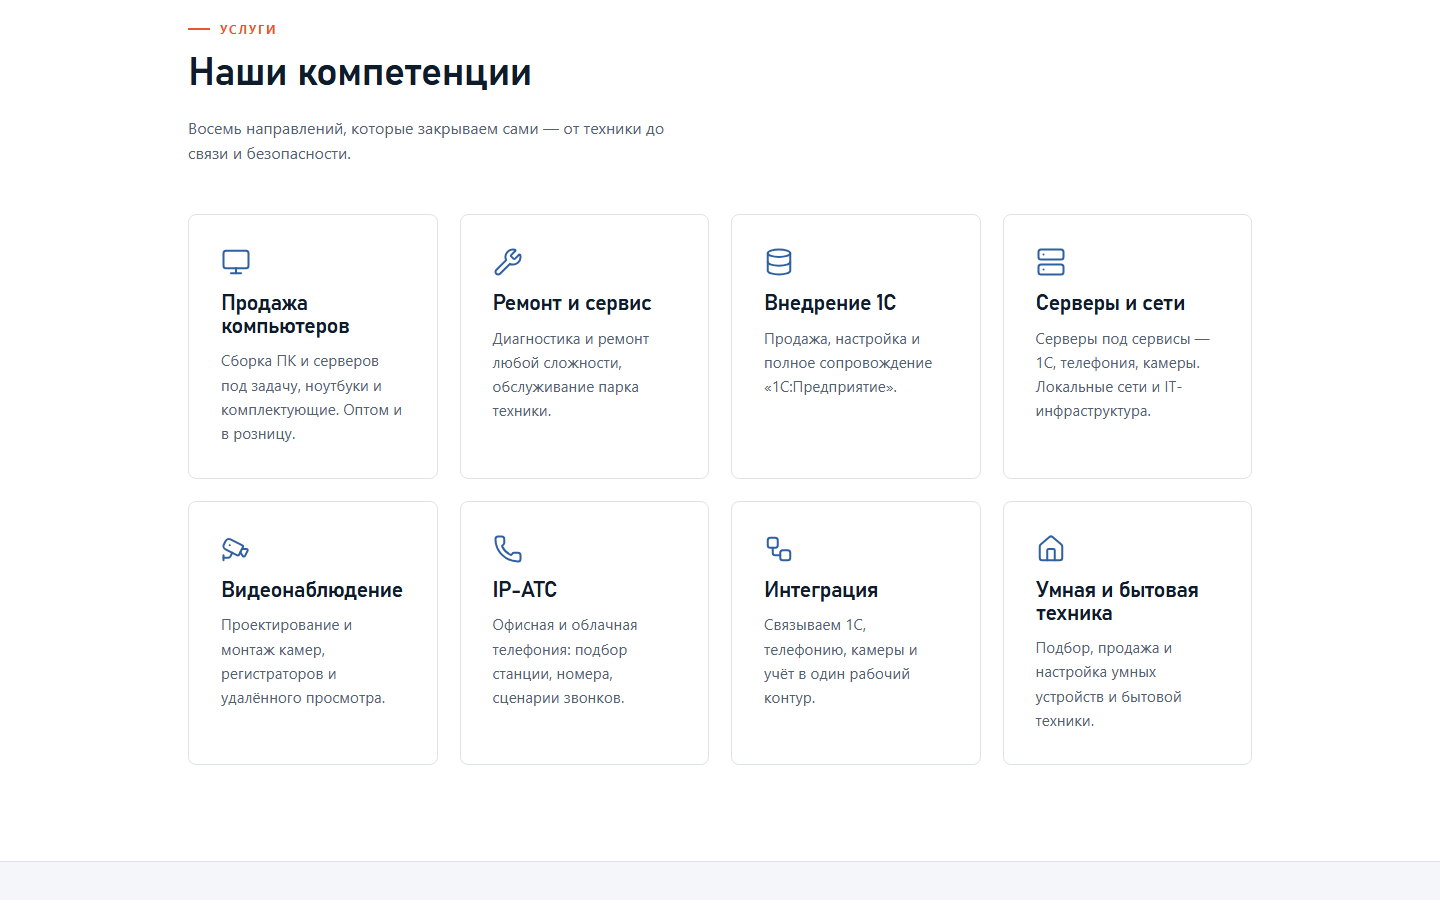 УСЛУГИ
Наши компетенции
Восемь направлений, которые закрываем сами — от техники до
связи и безопасности.
Продажа
компьютеров
Сборка ПК и серверов
под задачу, ноутбуки и
комплектующие. Оптом и
в розницу.
Ремонт и сервис
Диагностика и ремонт
любой сложности,
обслуживание парка
техники.
Внедрение 1С
Продажа, настройка и
полное сопровождение
«1С:Предприятие».
Серверы и сети
Серверы под сервисы —
1С, телефония, камеры.
Локальные сети и IT-
инфраструктура.
Видеонаблюдение
Проектирование и
монтаж камер,
регистраторов и
удалённого просмотра.
IP-АТС
Офисная и облачная
телефония: подбор
станции, номера,
сценарии звонков.
Интеграция
Связываем 1С,
телефонию, камеры и
учёт в один рабочий
контур.
Умная и бытовая
техника
Подбор, продажа и
настройка умных
устройств и бытовой
техники.